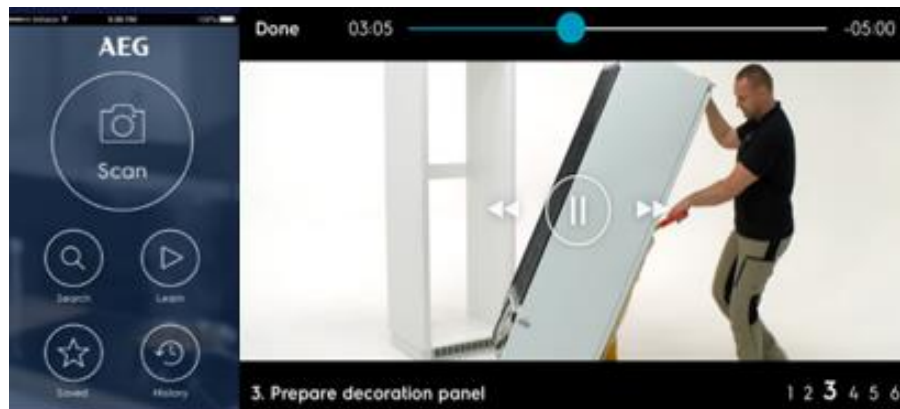 AEG
Scan
Search
Learn
Saved
History
Done 03:05 -05:00
3. Prepare decoration panel
1 2 3 4 5 6